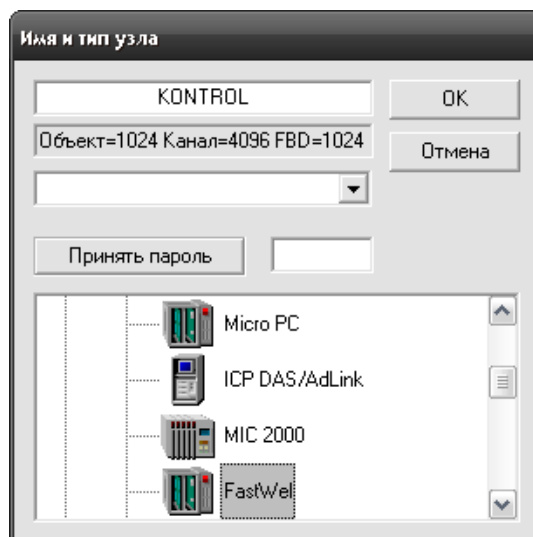 Имя и тип узла
KONTROL
OK
Объект=1024 Канал=4096 FBD=1024
Отмена
Принять пароль
Micro PC
ICP DAS/AdLink
MIC 2000
FastWel